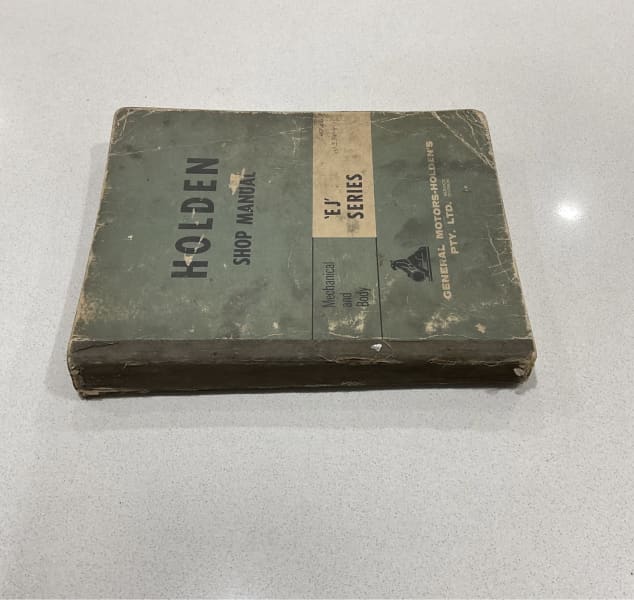 HOLDEN
SHOP MANUAL
'EJ'
SERIES
Mechanical
and
Body
GENERAL MOTORS-HOLDEN'S
PTY. LTD.